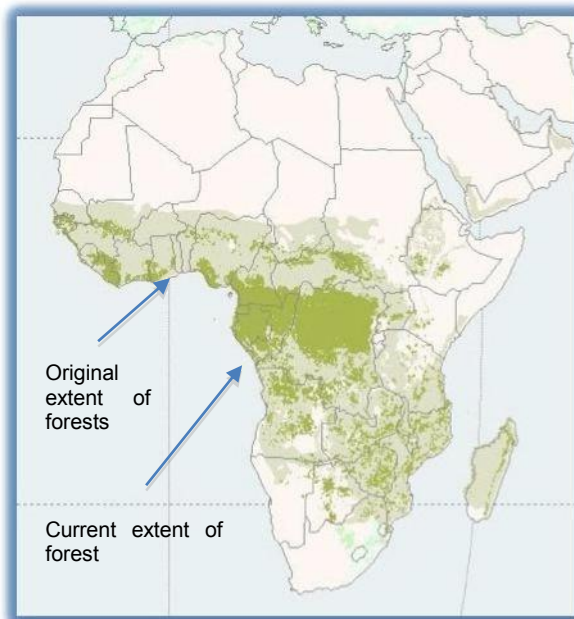 Original
extent of
forests
Current extent of
forest